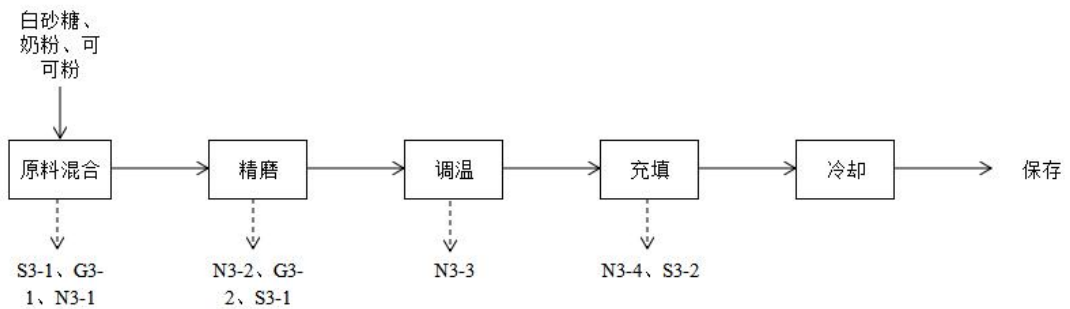 白砂糖、
奶粉、可
可粉
原料混合
精磨
调温
充填
冷却
保存
S3-1、G3-
1、N3-1
N3-2、G3-
2、S3-1
N3-3
N3-4、S3-2